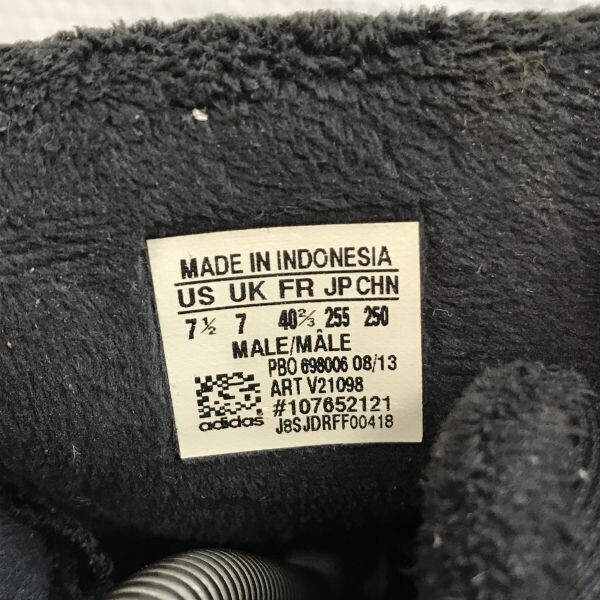 MADE IN INDONESIA
US UK FR JP CHN
7½ 7 40⅔ 255 250
MALE/MÂLE
PBO 698006 08/13
ART V21098
#107652121
adidas J8SJDRFF00418